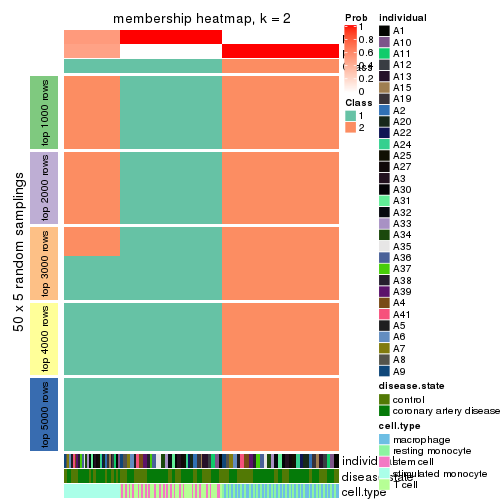 membership heatmap, k = 2
50 x 5 random samplings
top 1000 rows
top 2000 rows
top 3000 rows
top 4000 rows
top 5000 rows
individual
disease.state
cell.type
Prob
1
0.8
0.6
0.4
0.2
0
Class
1
2
individual
A1
A10
A11
A12
A13
A15
A19
A2
A20
A22
A24
A25
A27
A3
A30
A31
A32
A33
A34
A35
A36
A37
A38
A39
A4
A41
A5
A6
A7
A8
A9
disease.state
control
coronary artery disease
cell.type
macrophage
resting monocyte
stem cell
stimulated monocyte
T cell